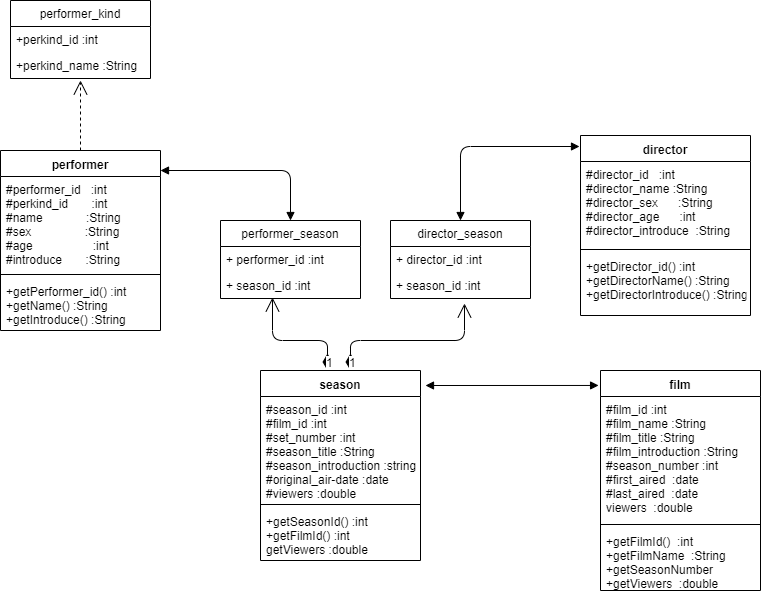 performer_kind
+perkind_id :int
+perkind_name :String
performer
#performer_id :int
#perkind_id :int
#name :String
#sex :String
#age :int
#introduce :String
+getPerformer_id() :int
+getName() :String
+getIntroduce() :String
performer_season
+ performer_id :int
+ season_id :int
director_season
+ director_id :int
+ season_id :int
director
#director_id :int
#director_name :String
#director_sex :String
#director_age :int
#director_introduce :String
+getDirector_id() :int
+getDirectorName() :String
+getDirectorIntroduce() :String
1
1
season
#season_id :int
#film_id :int
#set_number :int
#season_title :String
#season_introduction :string
#original_air-date :date
#viewers :double
+getSeasonId() :int
+getFilmId() :int
getViewers :double
film
#film_id :int
#film_name :String
#film_title :String
#film_introduction :String
#season_number :int
#first_aired :date
#last_aired :date
viewers :double
+getFilmId() :int
+getFilmName :String
+getSeasonNumber
+getViewers :double